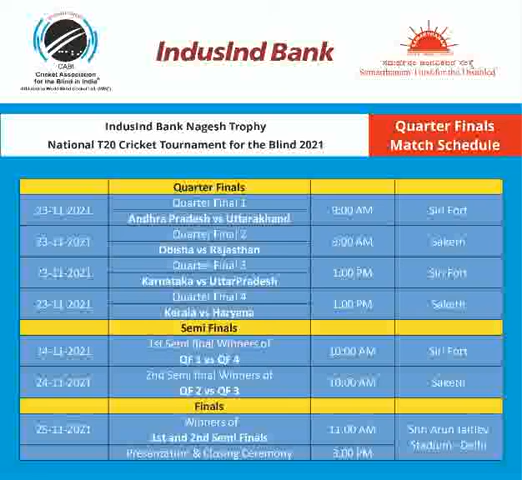 CABI
Cricket Association
for the Blind in India
IndusInd Bank
Samarthanam Trust for the Disabled
IndusInd Bank Nagesh Trophy
National T20 Cricket Tournament for the Blind 2021
Quarter Finals
Match Schedule
Quarter Finals
23-11-2021 Quarter Final 1 9:00 AM Siri Fort
Andhra Pradesh vs Uttarakhand
23-11-2021 Quarter Final 2 9:00 AM Saketh
Odisha vs Rajasthan
23-11-2021 Quarter Final 3 1:00 PM Siri Fort
Karnataka vs UttarPradesh
23-11-2021 Quarter Final 4 1:00 PM Saketh
Kerala vs Haryana
Semi Finals
24-11-2021 1st Semi final Winners of 10:00 AM Siri Fort
QF 1 vs QF 4
24-11-2021 2nd Semi final Winners of 10:00 AM Saketh
QF 2 vs QF 3
Finals
25-11-2021 Winners of 11:00 AM Shri Arun Jaitley
1st and 2nd Semi Finals Stadium - Delhi
Presentation & Closing Ceremony 3:00 PM